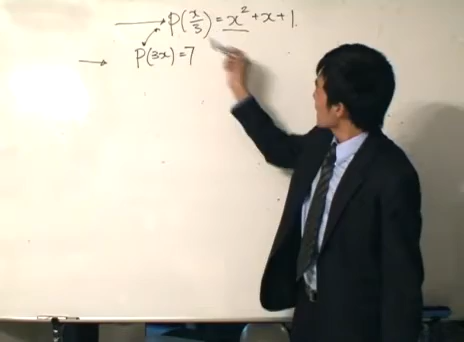 P(x/3) = x² + x + 1.
P(3x) = 7